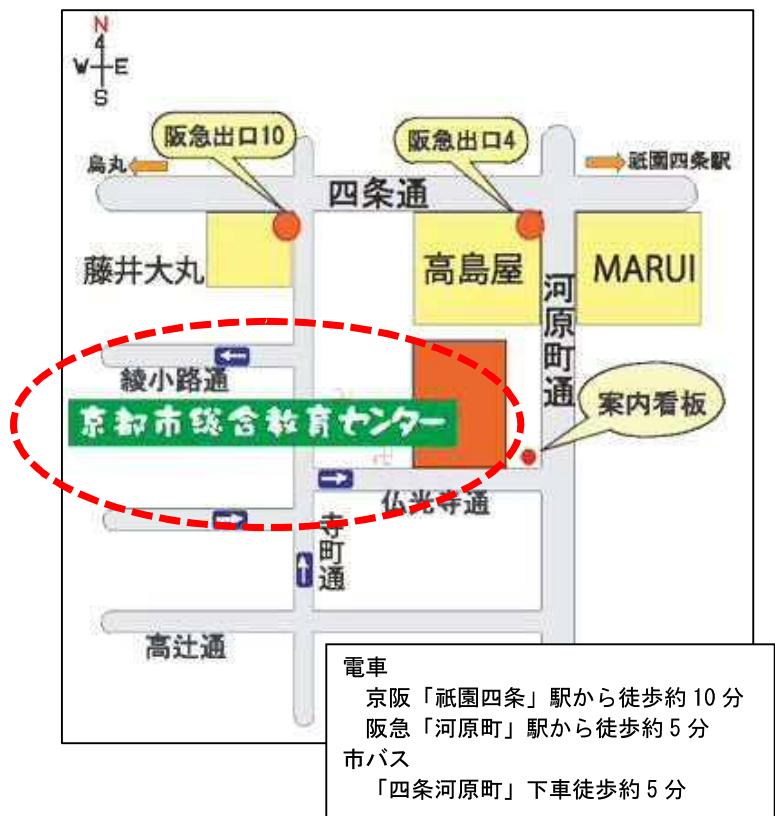 N
W E
S
阪急出口10
阪急出口4
烏丸
祇園四条駅
四条通
藤井大丸
高島屋
MARUI
河原町通
綾小路通
京都市総合教育センター
案内看板
仏光寺通
寺町通
高辻通
電車
京阪「祇園四条」駅から徒歩約10分
阪急「河原町」駅から徒歩約5分
市バス
「四条河原町」下車徒歩約5分